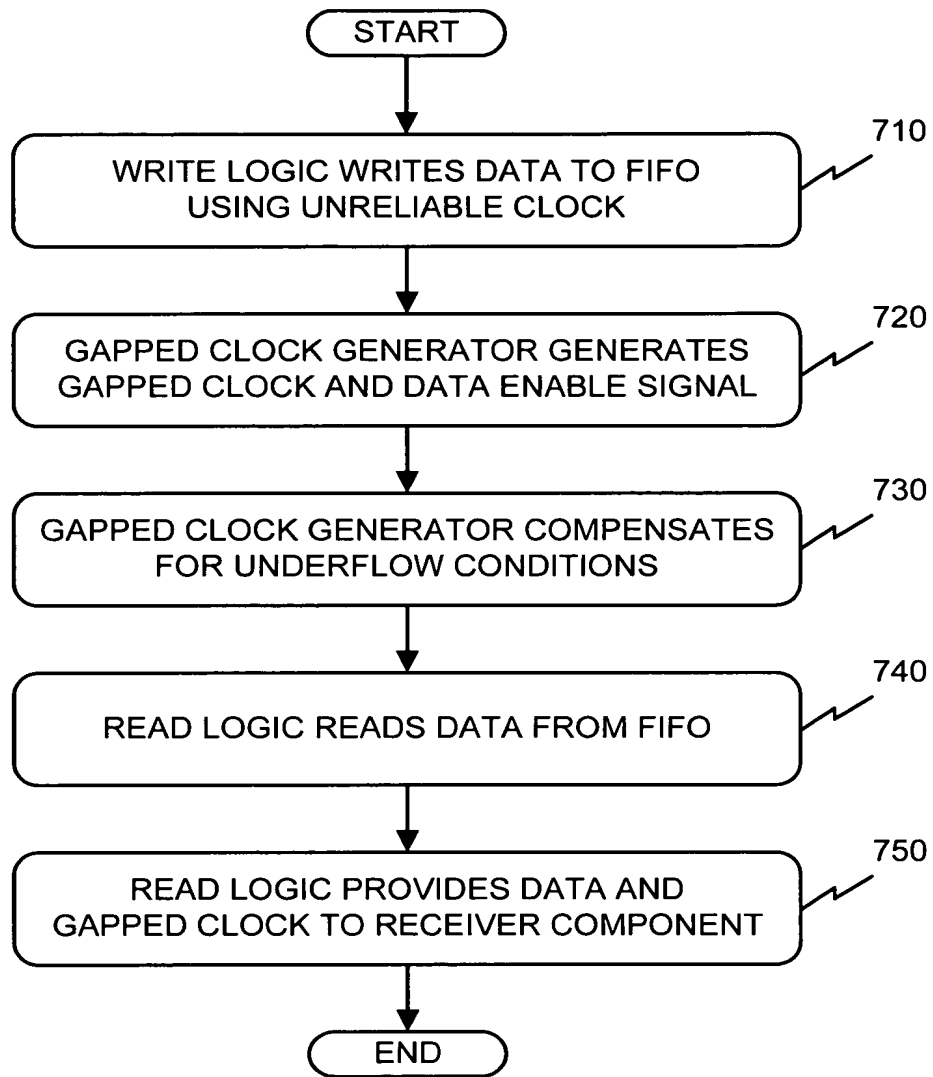 START
710
WRITE LOGIC WRITES DATA TO FIFO
USING UNRELIABLE CLOCK
720
GAPPED CLOCK GENERATOR GENERATES
GAPPED CLOCK AND DATA ENABLE SIGNAL
730
GAPPED CLOCK GENERATOR COMPENSATES
FOR UNDERFLOW CONDITIONS
740
READ LOGIC READS DATA FROM FIFO
750
READ LOGIC PROVIDES DATA AND
GAPPED CLOCK TO RECEIVER COMPONENT
END